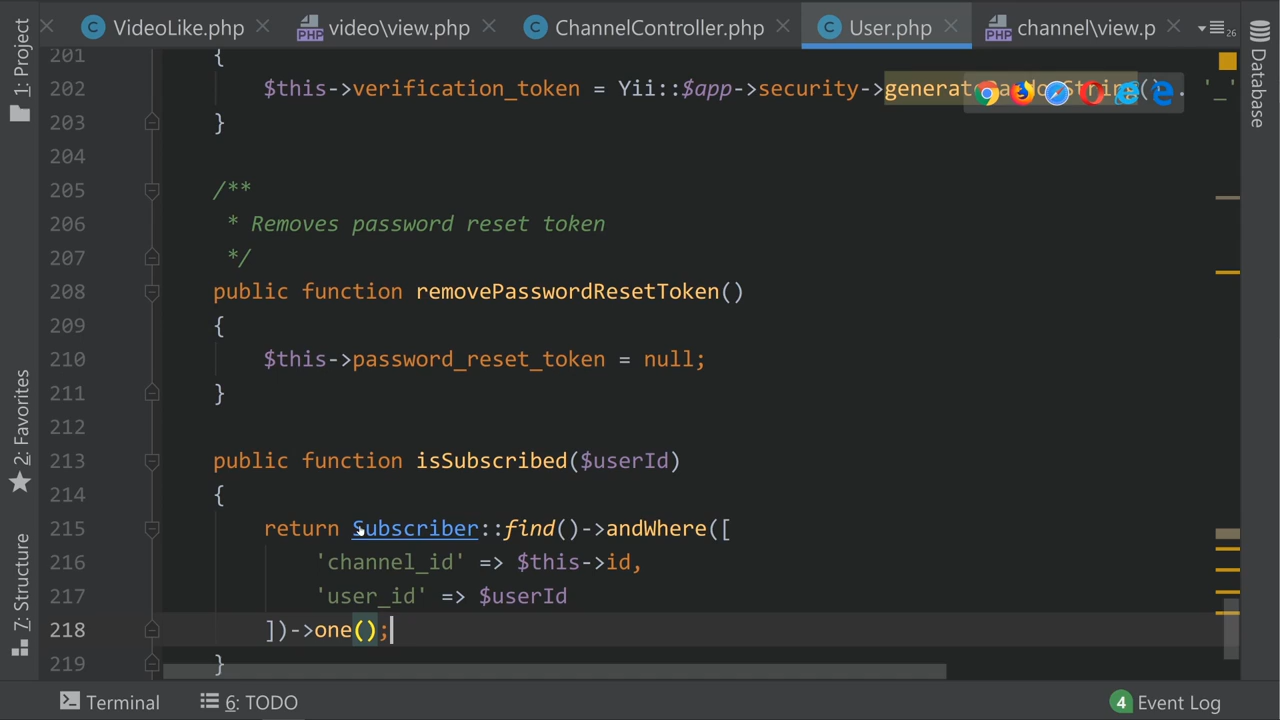 VideoLike.php
video\view.php
ChannelController.php
User.php
channel\view.p
26
1: Project
2: Favorites
7: Structure
Database
201 {
202 $this->verification_token = Yii::$app->security->generateRandomString() . '_'
203 }
204
205 /**
206 * Removes password reset token
207 */
208 public function removePasswordResetToken()
209 {
210 $this->password_reset_token = null;
211 }
212
213 public function isSubscribed($userId)
214 {
215 return Subscriber::find()->andWhere([
216 'channel_id' => $this->id,
217 'user_id' => $userId
218 ])->one();
219 }
Terminal
6: TODO
4 Event Log